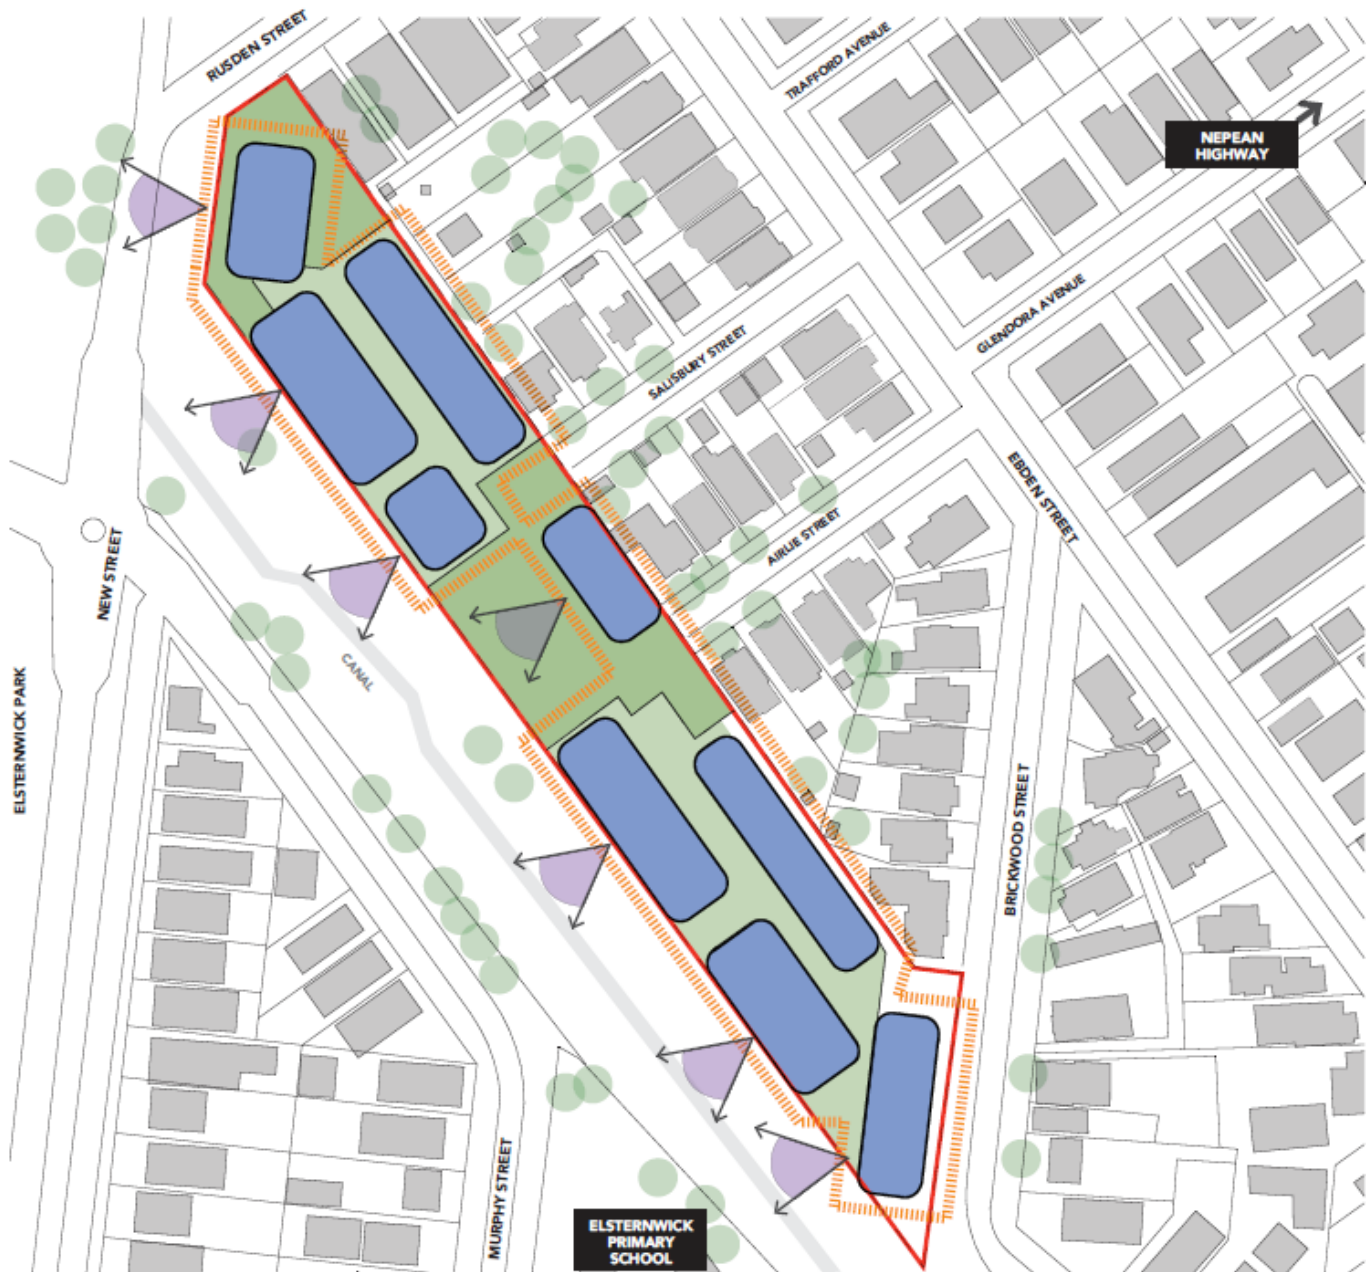 RUSDEN STREET
TRAFFORD AVENUE
NEPEAN
HIGHWAY
GLENDORA AVENUE
SALISBURY STREET
EBDEN STREET
AIRLIE STREET
NEW STREET
CANAL
ELSTERNWICK PARK
BRICKWOOD STREET
MURPHY STREET
ELSTERNWICK
PRIMARY
SCHOOL